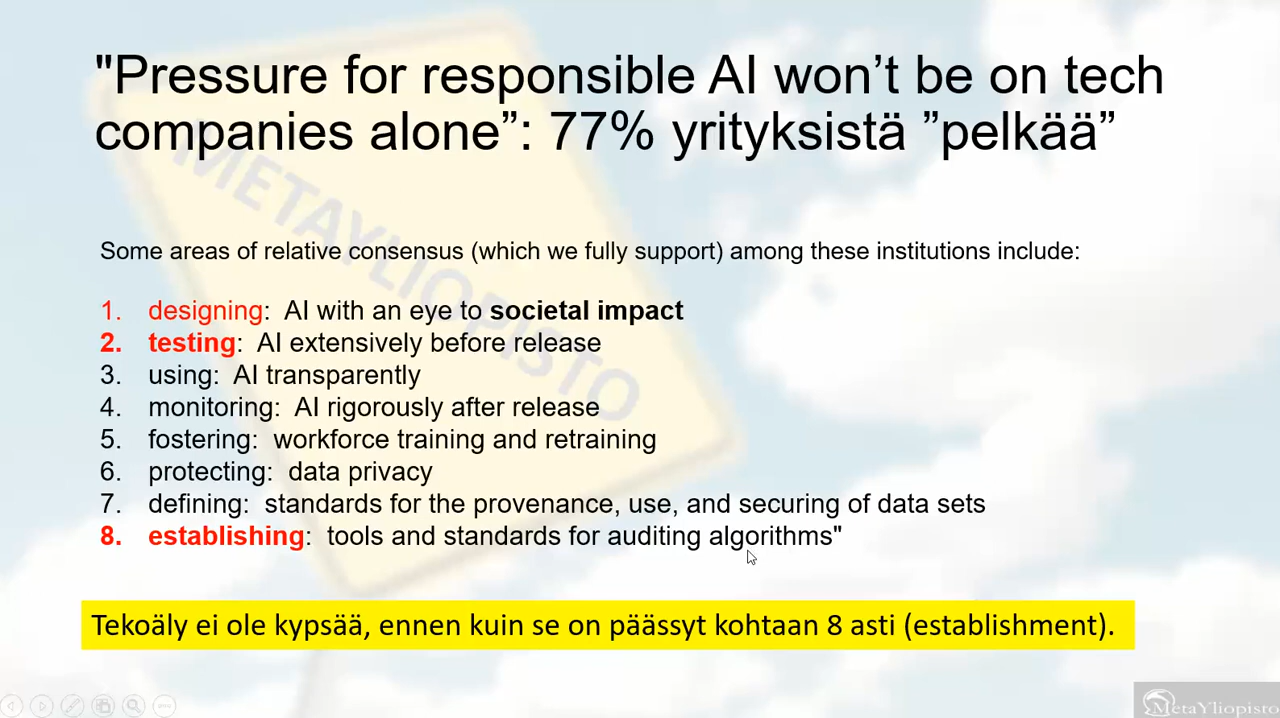 "Pressure for responsible AI won’t be on tech
companies alone”: 77% yrityksistä ”pelkää”
METAYLIOPISTO
Some areas of relative consensus (which we fully support) among these institutions include:
1. designing: AI with an eye to societal impact
2. testing: AI extensively before release
3. using: AI transparently
4. monitoring: AI rigorously after release
5. fostering: workforce training and retraining
6. protecting: data privacy
7. defining: standards for the provenance, use, and securing of data sets
8. establishing: tools and standards for auditing algorithms"
Tekoäly ei ole kypsää, ennen kuin se on päässyt kohtaan 8 asti (establishment).
MetaYliopisto